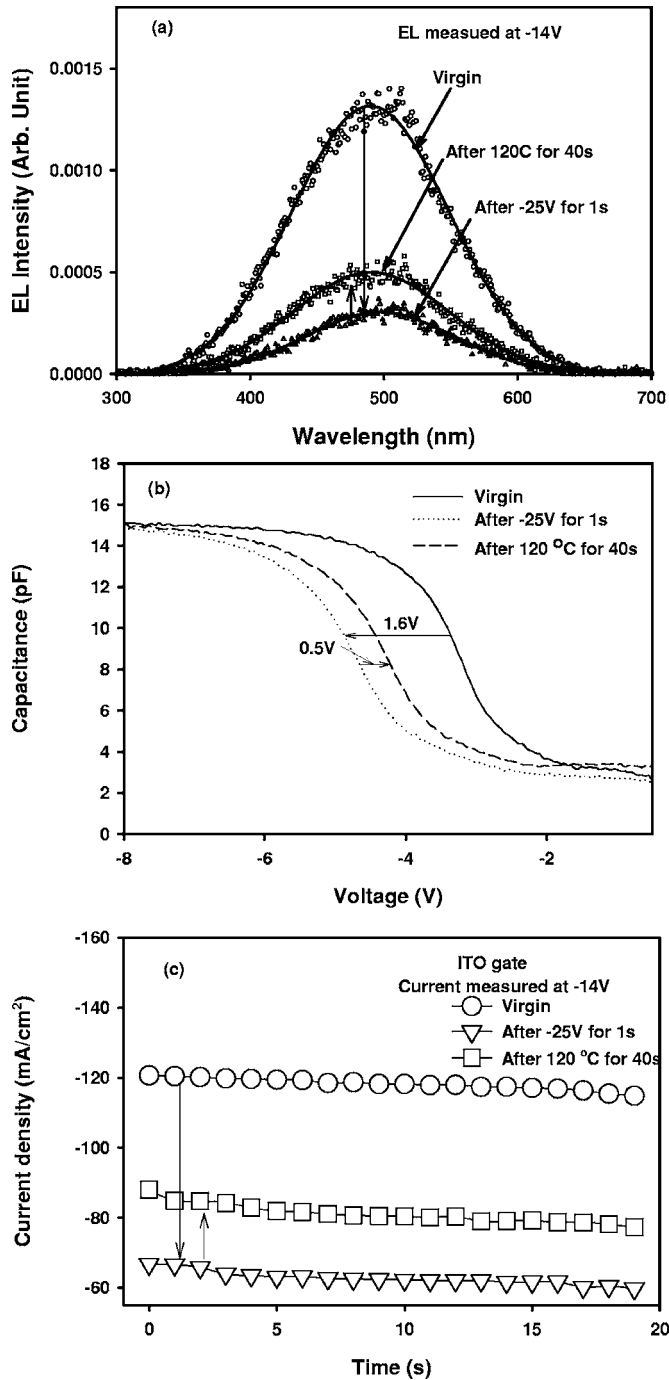 (a)
EL measued at -14V
Virgin
After 120C for 40s
After -25V for 1s
EL Intensity (Arb. Unit)
0.0015
0.0010
0.0005
0.0000
300 400 500 600 700
Wavelength (nm)
(b)
Virgin
After -25V for 1s
After 120 °C for 40s
1.6V
0.5V
Capacitance (pF)
18
16
14
12
10
8
6
4
2
0
-8 -6 -4 -2
Voltage (V)
(c)
ITO gate
Current measured at -14V
Virgin
After -25V for 1s
After 120 °C for 40s
Current density (mA/cm²)
-160
-140
-120
-100
-80
-60
0 5 10 15 20
Time (s)